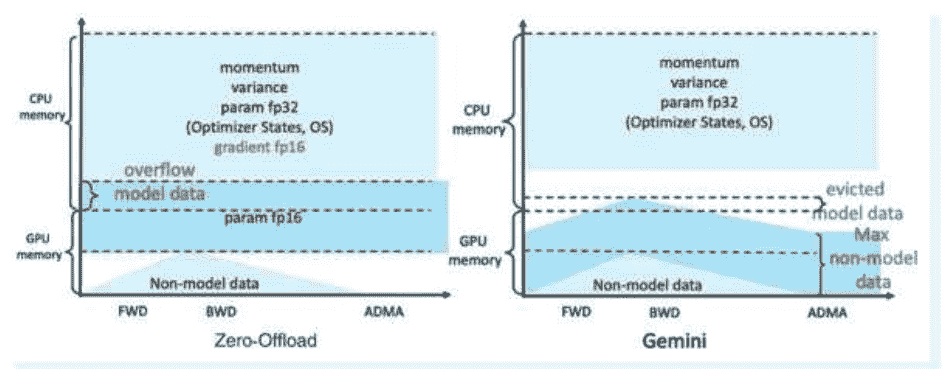 momentum
variance
param fp32
(Optimizer States, OS)
gradient fp16
CPU
memory
overflow
model data
param fp16
GPU
memory
Non-model data
FWD
BWD
ADMA
Zero-Offload
momentum
variance
param fp32
(Optimizer States, OS)
CPU
memory
evicted
model data
GPU
memory
Max
non-model
data
Non-model data
FWD
BWD
ADMA
Gemini